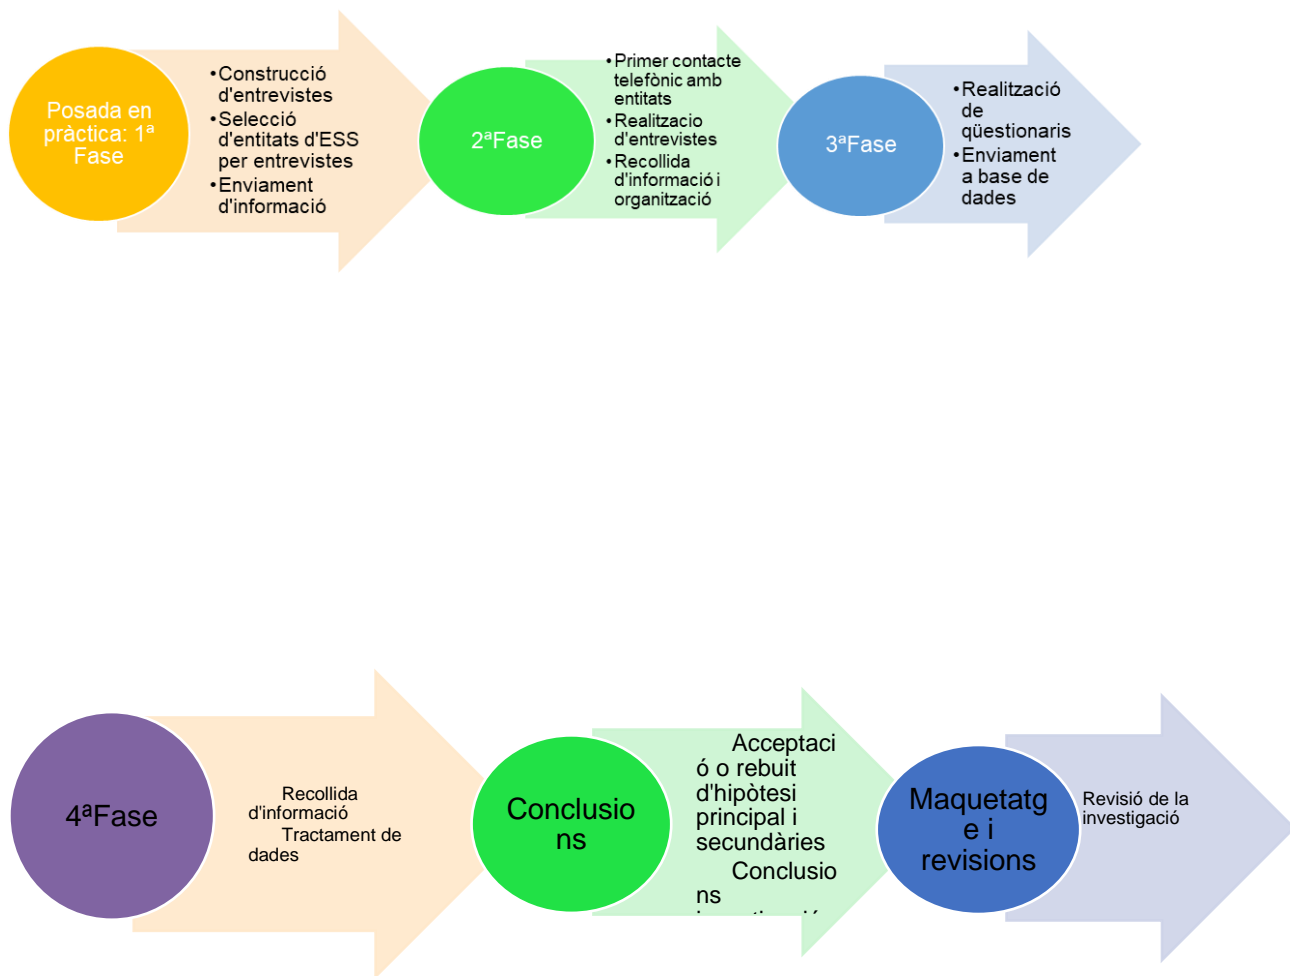 Posada en
pràctica: 1ª
Fase
•Construcció
d'entrevistes
•Selecció
d'entitats d'ESS
per entrevistes
•Enviament
d'informació
2ªFase
•Primer contacte
telefònic amb
entitats
•Realitzacio
d'entrevistes
•Recollida
d'informació i
organització
3ªFase
•Realització
de
qüestionaris
•Enviament
a base de
dades
4ªFase
Recollida
d'informació
Tractament de
dades
Conclusio
ns
Acceptaci
ó o rebuit
d'hipòtesi
principal i
secundàries
Conclusio
ns
Maquetatg
e i
revisions
Revisió de la
investigació